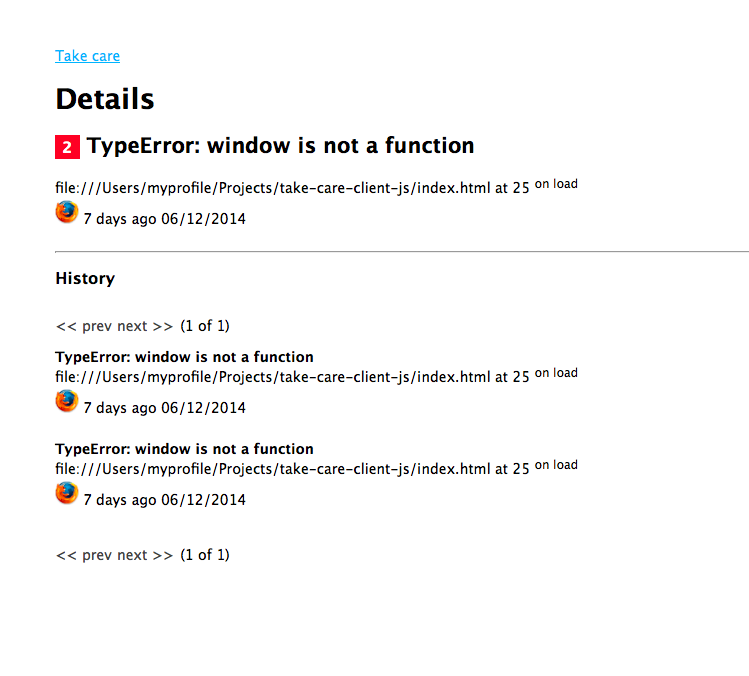 Take care
Details
2 TypeError: window is not a function
file:///Users/myprofile/Projects/take-care-client-js/index.html at 25 on load
7 days ago 06/12/2014
History
<< prev next >> (1 of 1)
TypeError: window is not a function
file:///Users/myprofile/Projects/take-care-client-js/index.html at 25 on load
7 days ago 06/12/2014
TypeError: window is not a function
file:///Users/myprofile/Projects/take-care-client-js/index.html at 25 on load
7 days ago 06/12/2014
<< prev next >> (1 of 1)